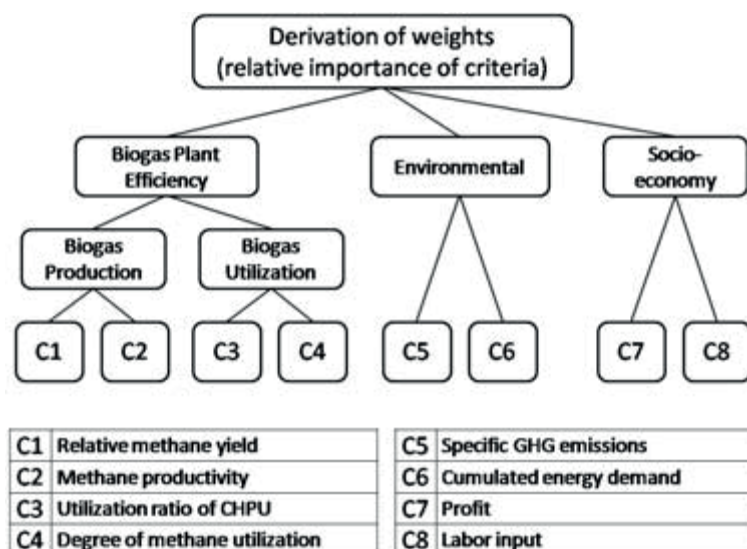 Derivation of weights
(relative importance of criteria)
Biogas Plant
Efficiency
Environmental
Socio-
economy
Biogas
Production
Biogas
Utilization
C1
C2
C3
C4
C5
C6
C7
C8
C1 Relative methane yield
C2 Methane productivity
C3 Utilization ratio of CHPU
C4 Degree of methane utilization
C5 Specific GHG emissions
C6 Cumulated energy demand
C7 Profit
C8 Labor input